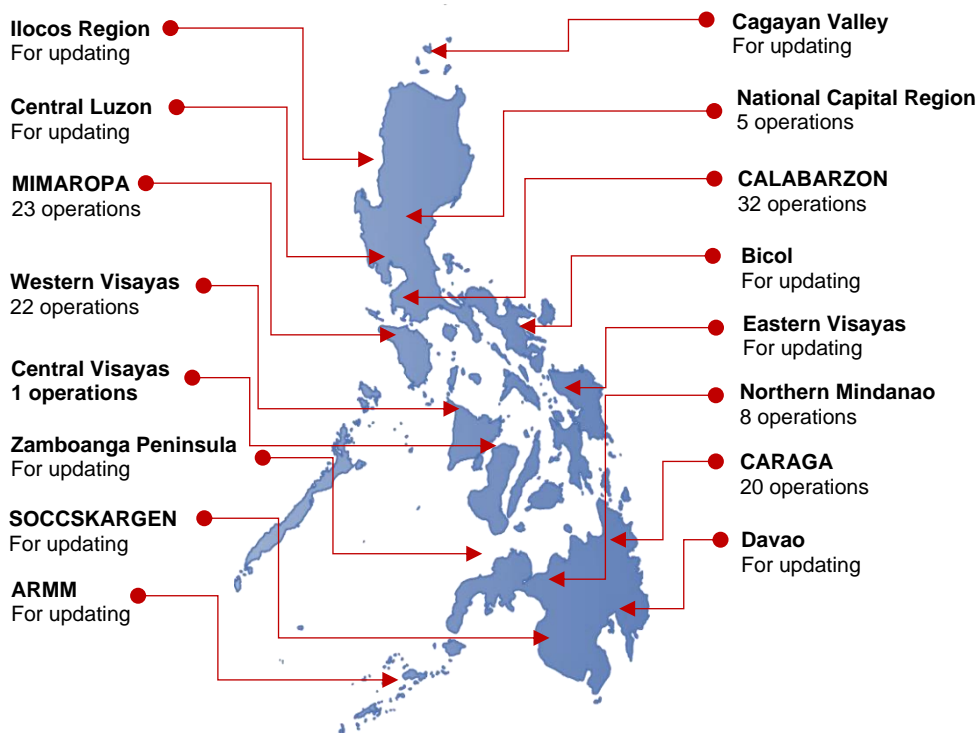 Ilocos Region
For updating
Central Luzon
For updating
MIMAROPA
23 operations
Western Visayas
22 operations
Central Visayas
1 operations
Zamboanga Peninsula
For updating
SOCCSKARGEN
For updating
ARMM
For updating
Cagayan Valley
For updating
National Capital Region
5 operations
CALABARZON
32 operations
Bicol
For updating
Eastern Visayas
For updating
Northern Mindanao
8 operations
CARAGA
20 operations
Davao
For updating